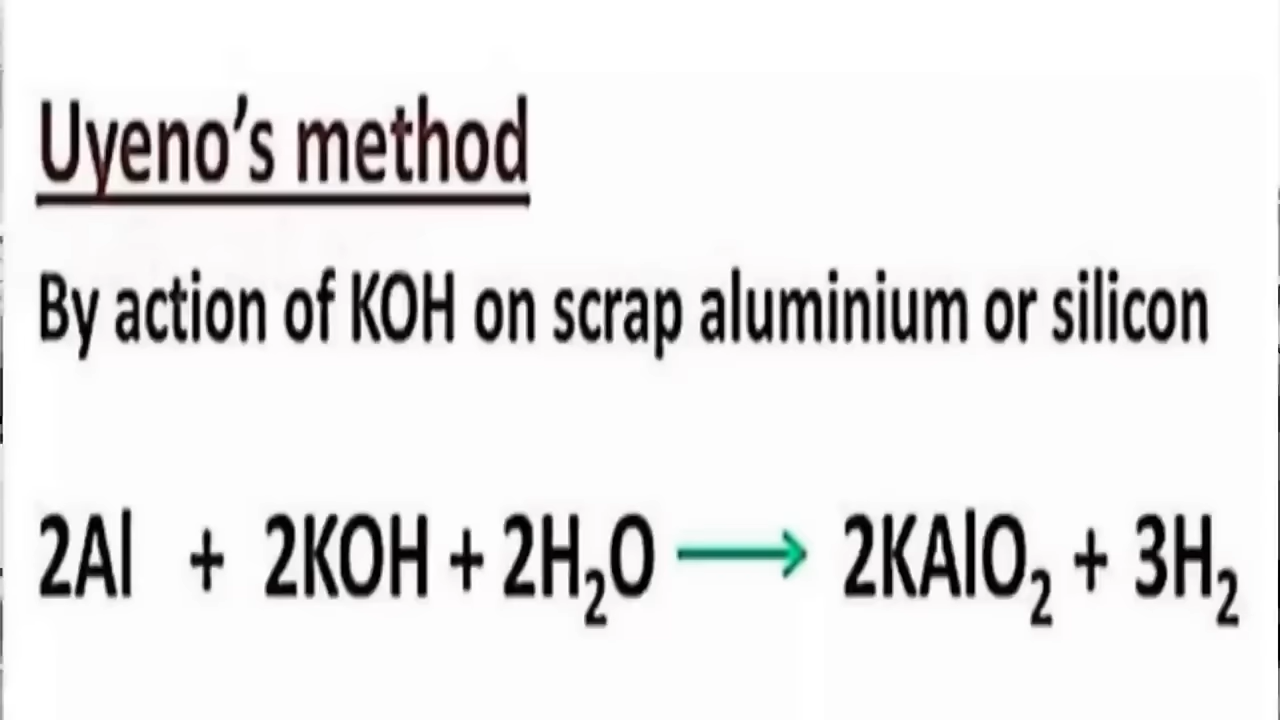 Uyeno's method
By action of KOH on scrap aluminium or silicon
2Al + 2KOH + 2H₂O ⟶ 2KAlO₂ + 3H₂